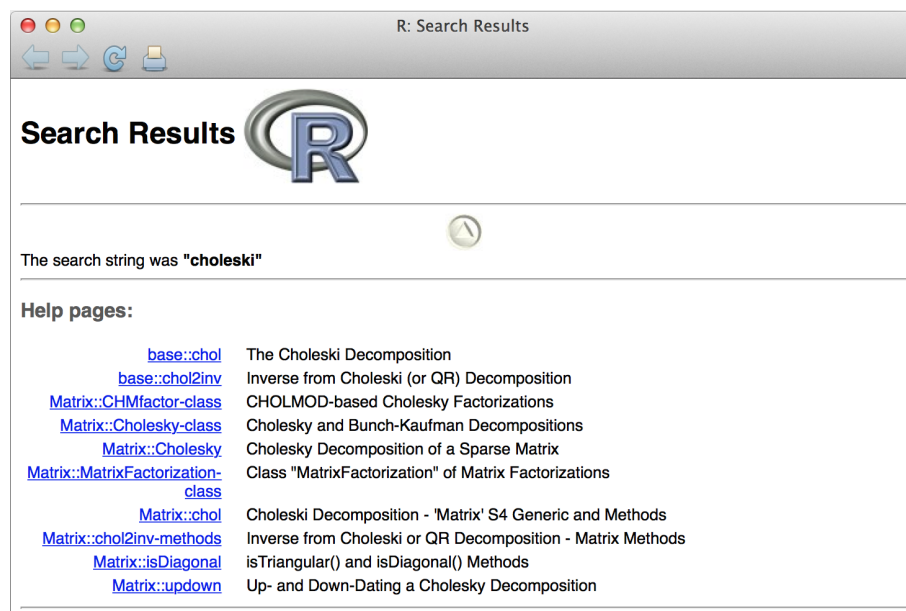 R: Search Results
Search Results R
The search string was "choleski"
Help pages:
base::chol The Choleski Decomposition
base::chol2inv Inverse from Choleski (or QR) Decomposition
Matrix::CHMfactor-class CHOLMOD-based Cholesky Factorizations
Matrix::Cholesky-class Cholesky and Bunch-Kaufman Decompositions
Matrix::Cholesky Cholesky Decomposition of a Sparse Matrix
Matrix::MatrixFactorization- Class "MatrixFactorization" of Matrix Factorizations
class
Matrix::chol Choleski Decomposition - 'Matrix' S4 Generic and Methods
Matrix::chol2inv-methods Inverse from Choleski or QR Decomposition - Matrix Methods
Matrix::isDiagonal isTriangular() and isDiagonal() Methods
Matrix::updown Up- and Down-Dating a Cholesky Decomposition